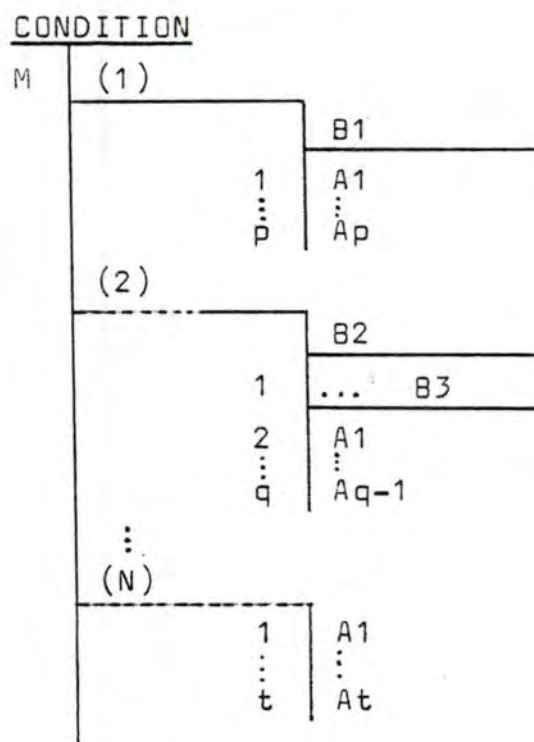 CONDITION
M (1)
B1
1 A1
⋮ ⋮
p Ap
(2)
B2
1 ... B3
2 A1
⋮ ⋮
q Aq-1
⋮
(N)
1 A1
⋮ ⋮
t At